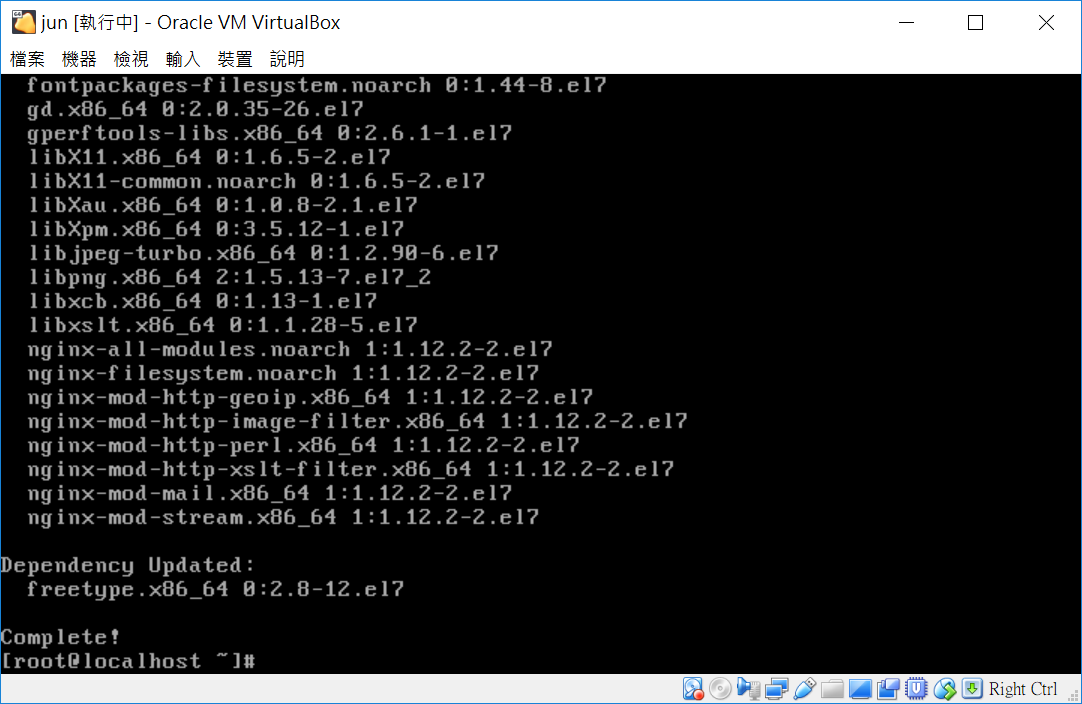 jun [執行中] - Oracle VM VirtualBox
檔案 機器 檢視 輸入 裝置 說明
fontpackages-filesystem.noarch 0:1.44-8.el7
gd.x86_64 0:2.0.35-26.el7
gperftools-libs.x86_64 0:2.6.1-1.el7
libX11.x86_64 0:1.6.5-2.el7
libX11-common.noarch 0:1.6.5-2.el7
libXau.x86_64 0:1.0.8-2.1.el7
libXpm.x86_64 0:3.5.12-1.el7
libjpeg-turbo.x86_64 0:1.2.90-6.el7
libpng.x86_64 2:1.5.13-7.el7_2
libxcb.x86_64 0:1.13-1.el7
libxslt.x86_64 0:1.1.28-5.el7
nginx-all-modules.noarch 1:1.12.2-2.el7
nginx-filesystem.noarch 1:1.12.2-2.el7
nginx-mod-http-geoip.x86_64 1:1.12.2-2.el7
nginx-mod-http-image-filter.x86_64 1:1.12.2-2.el7
nginx-mod-http-perl.x86_64 1:1.12.2-2.el7
nginx-mod-http-xslt-filter.x86_64 1:1.12.2-2.el7
nginx-mod-mail.x86_64 1:1.12.2-2.el7
nginx-mod-stream.x86_64 1:1.12.2-2.el7
Dependency Updated:
freetype.x86_64 0:2.8-12.el7
Complete!
[root@localhost ~]#
Right Ctrl